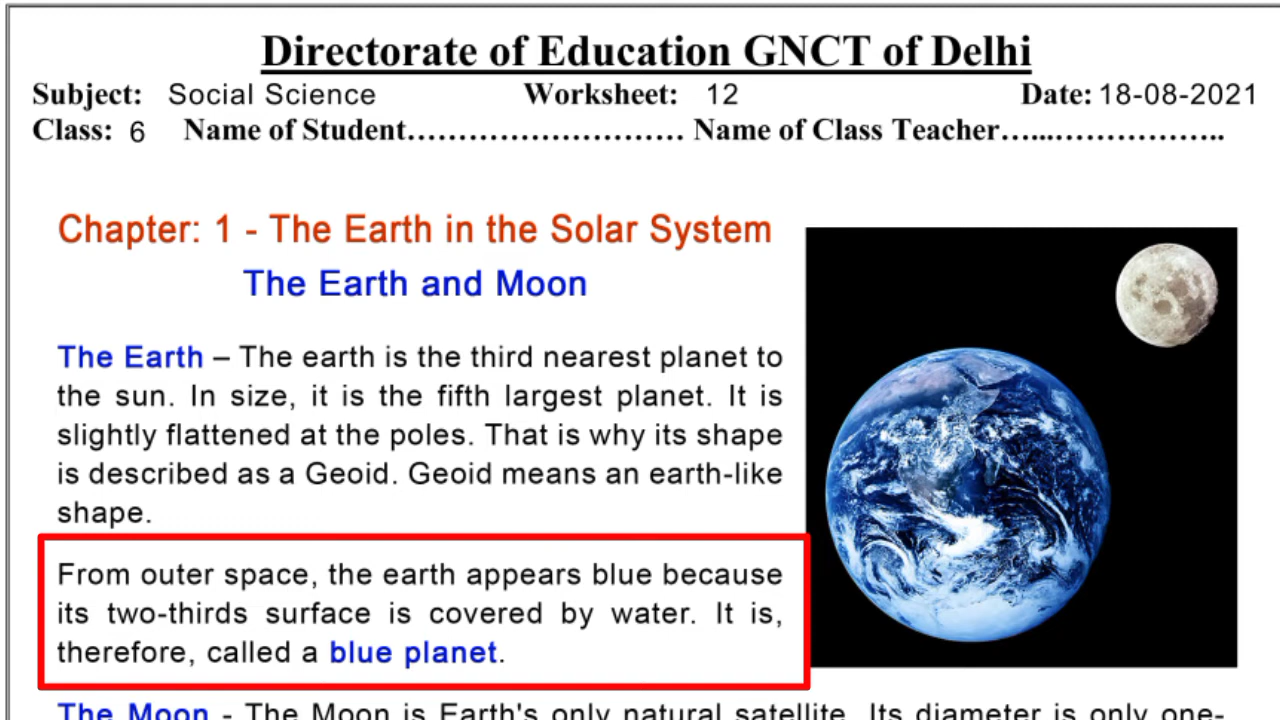 Directorate of Education GNCT of Delhi
Subject: Social Science Worksheet: 12 Date: 18-08-2021
Class: 6 Name of Student........................... Name of Class Teacher......................
Chapter: 1 - The Earth in the Solar System
The Earth and Moon
The Earth – The earth is the third nearest planet to
the sun. In size, it is the fifth largest planet. It is
slightly flattened at the poles. That is why its shape
is described as a Geoid. Geoid means an earth-like
shape.
From outer space, the earth appears blue because
its two-thirds surface is covered by water. It is,
therefore, called a blue planet.
The Moon - The Moon is Earth's only natural satellite. Its diameter is only one-